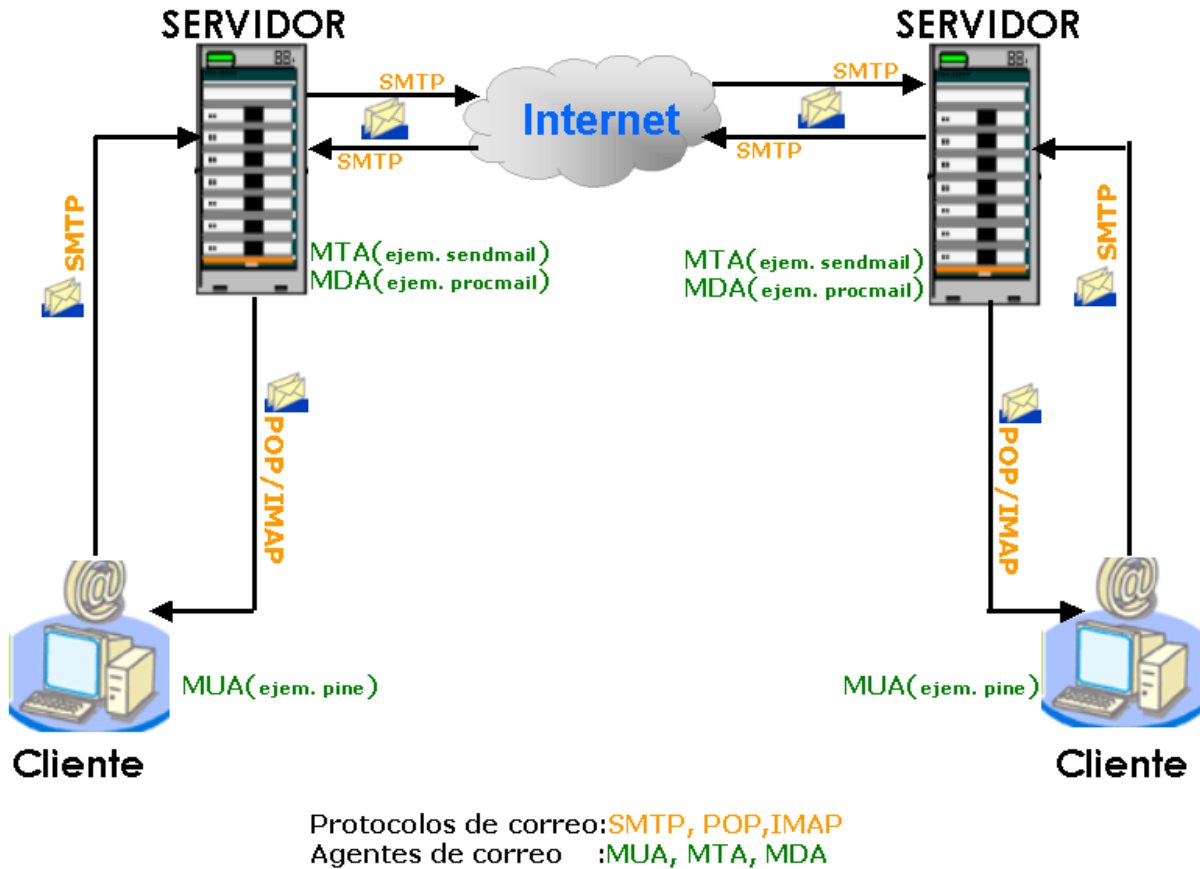 SERVIDOR
SERVIDOR
SMTP
SMTP
Internet
SMTP
SMTP
SMTP
SMTP
MTA(ejem. sendmail)
MDA(ejem. procmail)
MTA(ejem. sendmail)
MDA(ejem. procmail)
POP/IMAP
POP/IMAP
@
@
MUA(ejem. pine)
MUA(ejem. pine)
Cliente
Cliente
Protocolos de correo:SMTP, POP,IMAP
Agentes de correo :MUA, MTA, MDA